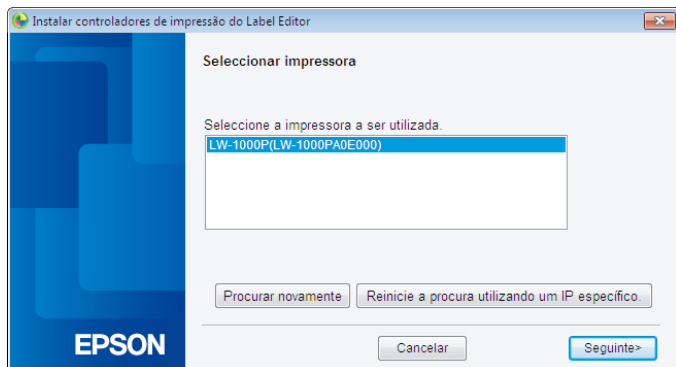 Instalar controladores de impressão do Label Editor
Seleccionar impressora
Seleccione a impressora a ser utilizada.
LW-1000P(LW-1000PA0E000)
Procurar novamente
Reinicie a procura utilizando um IP específico.
EPSON
Cancelar
Seguinte>